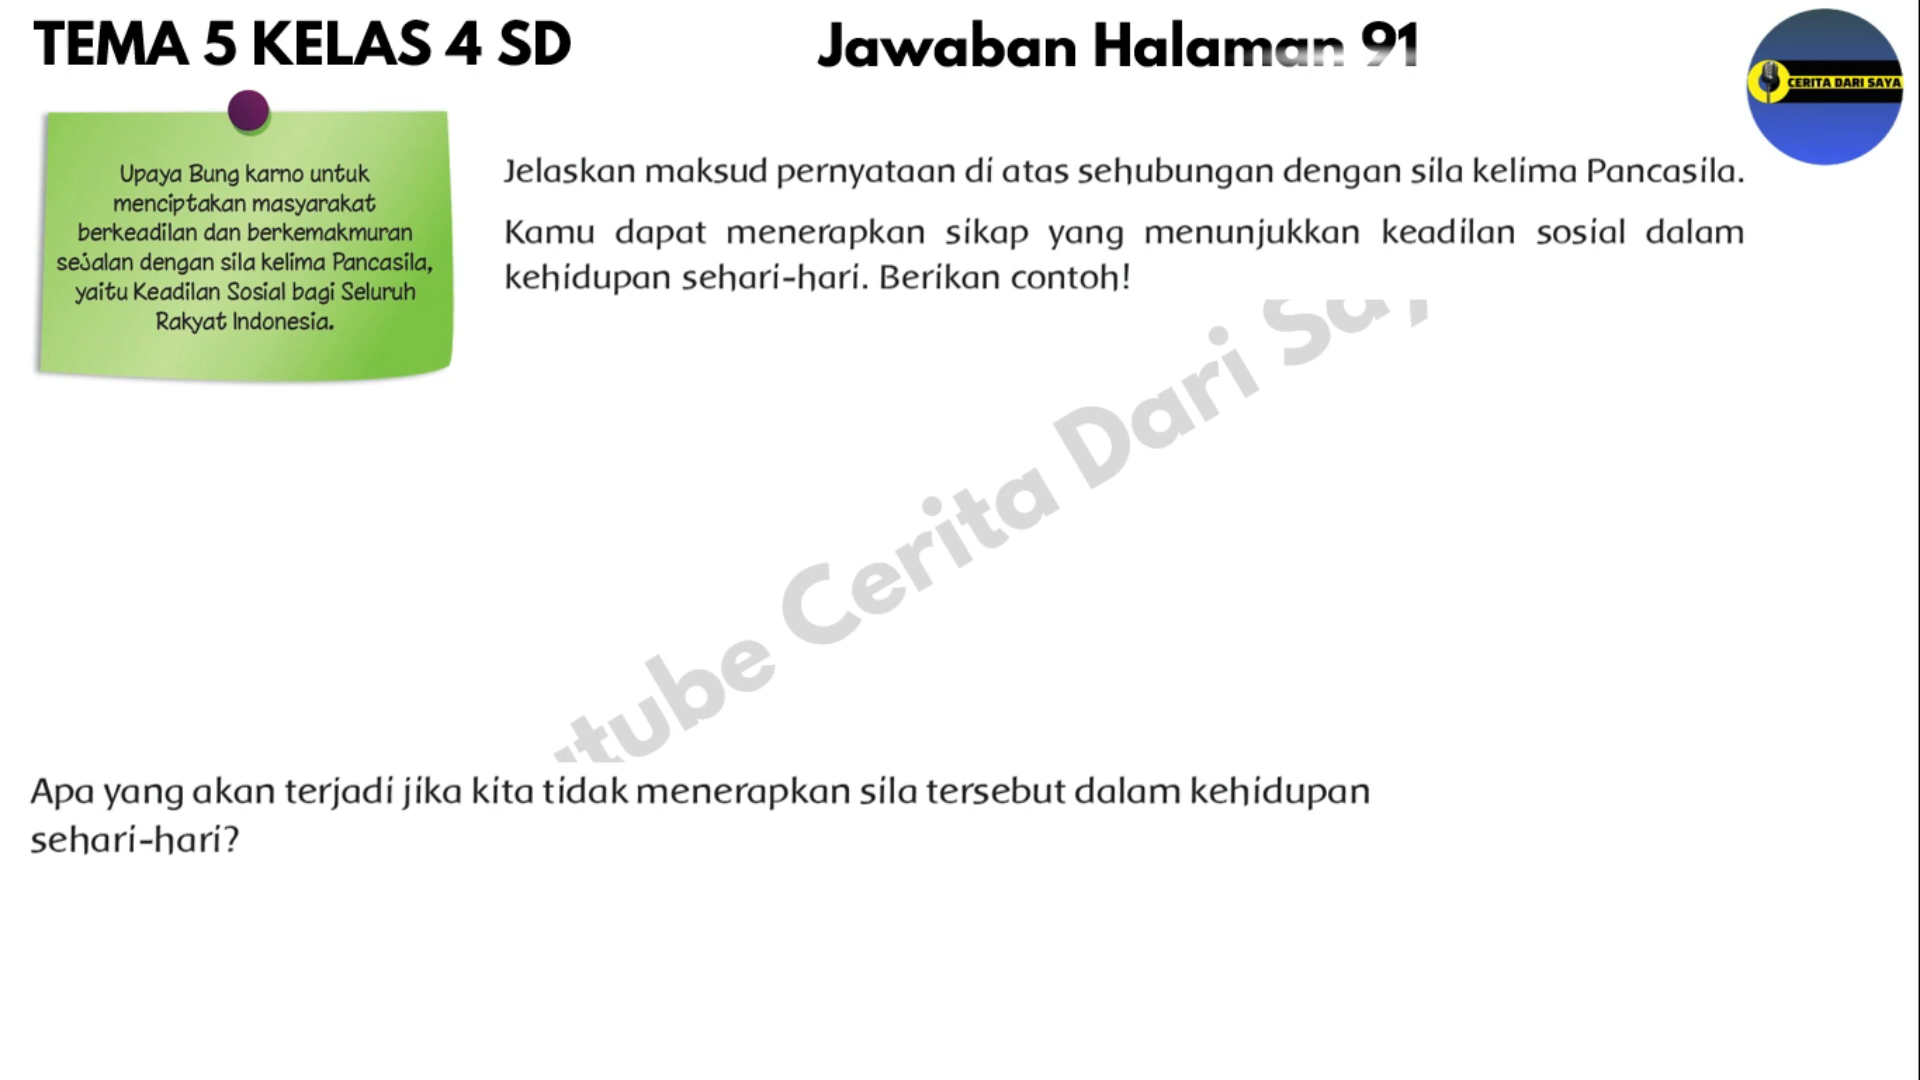 TEMA 5 KELAS 4 SD
Jawaban Halaman 91
CERITA DARI SAYA
Upaya Bung karno untuk
menciptakan masyarakat
berkeadilan dan berkemakmuran
sejalan dengan sila kelima Pancasila,
yaitu Keadilan Sosial bagi Seluruh
Rakyat Indonesia.
Jelaskan maksud pernyataan di atas sehubungan dengan sila kelima Pancasila.
Kamu dapat menerapkan sikap yang menunjukkan keadilan sosial dalam
kehidupan sehari-hari. Berikan contoh!
Cerita Dari
Apa yang akan terjadi jika kita tidak menerapkan sila tersebut dalam kehidupan
sehari-hari?